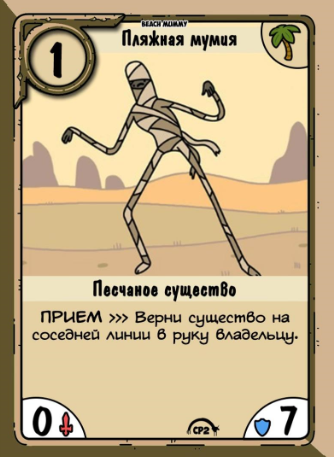 BEACH MUMMY
1
Пляжная мумия
Песчаное существо
ПРИЕМ >>> Верни существо на
соседней линии в руку владельцу.
0
CP2
7